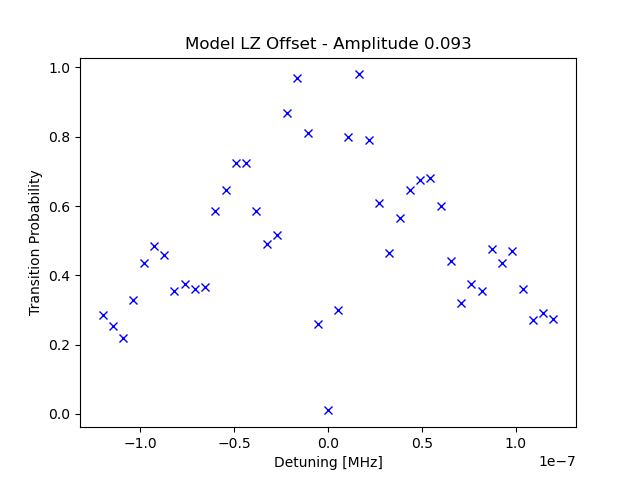 Model LZ Offset - Amplitude 0.093
1.0
0.8
0.6
0.4
0.2
0.0
Transition Probability
−1.0 −0.5 0.0 0.5 1.0
1e−7
Detuning [MHz]